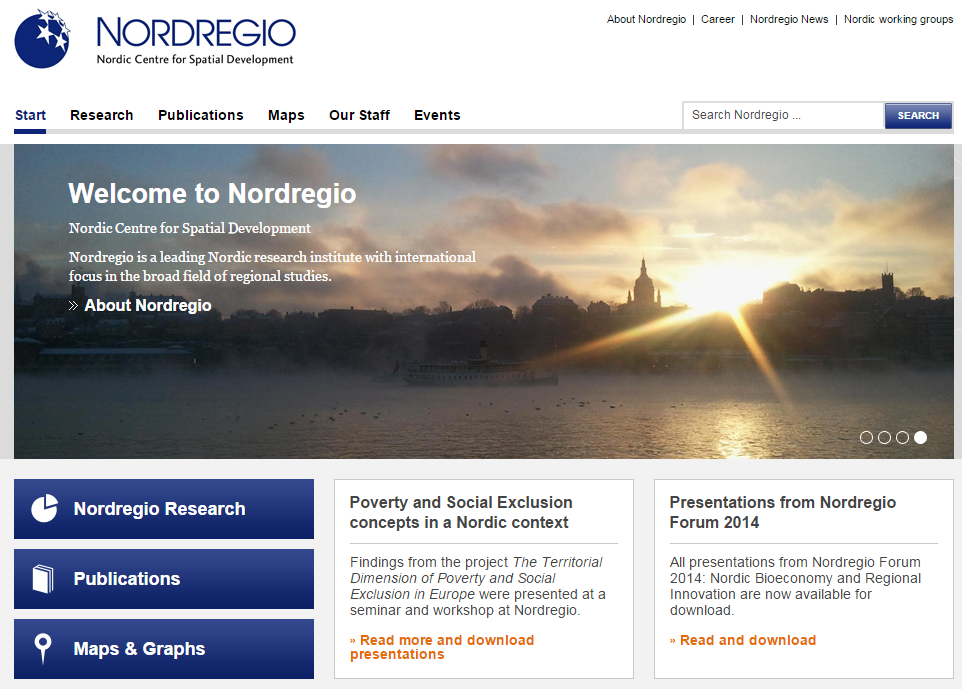 NORDREGIO
Nordic Centre for Spatial Development
About Nordregio | Career | Nordregio News | Nordic working groups
Start Research Publications Maps Our Staff Events
Search Nordregio ... SEARCH
Welcome to Nordregio
Nordic Centre for Spatial Development
Nordregio is a leading Nordic research institute with international
focus in the broad field of regional studies.
» About Nordregio
Nordregio Research
Publications
Maps & Graphs
Poverty and Social Exclusion
concepts in a Nordic context
Findings from the project The Territorial
Dimension of Poverty and Social
Exclusion in Europe were presented at a
seminar and workshop at Nordregio.
» Read more and download
presentations
Presentations from Nordregio
Forum 2014
All presentations from Nordregio Forum
2014: Nordic Bioeconomy and Regional
Innovation are now available for
download.
» Read and download